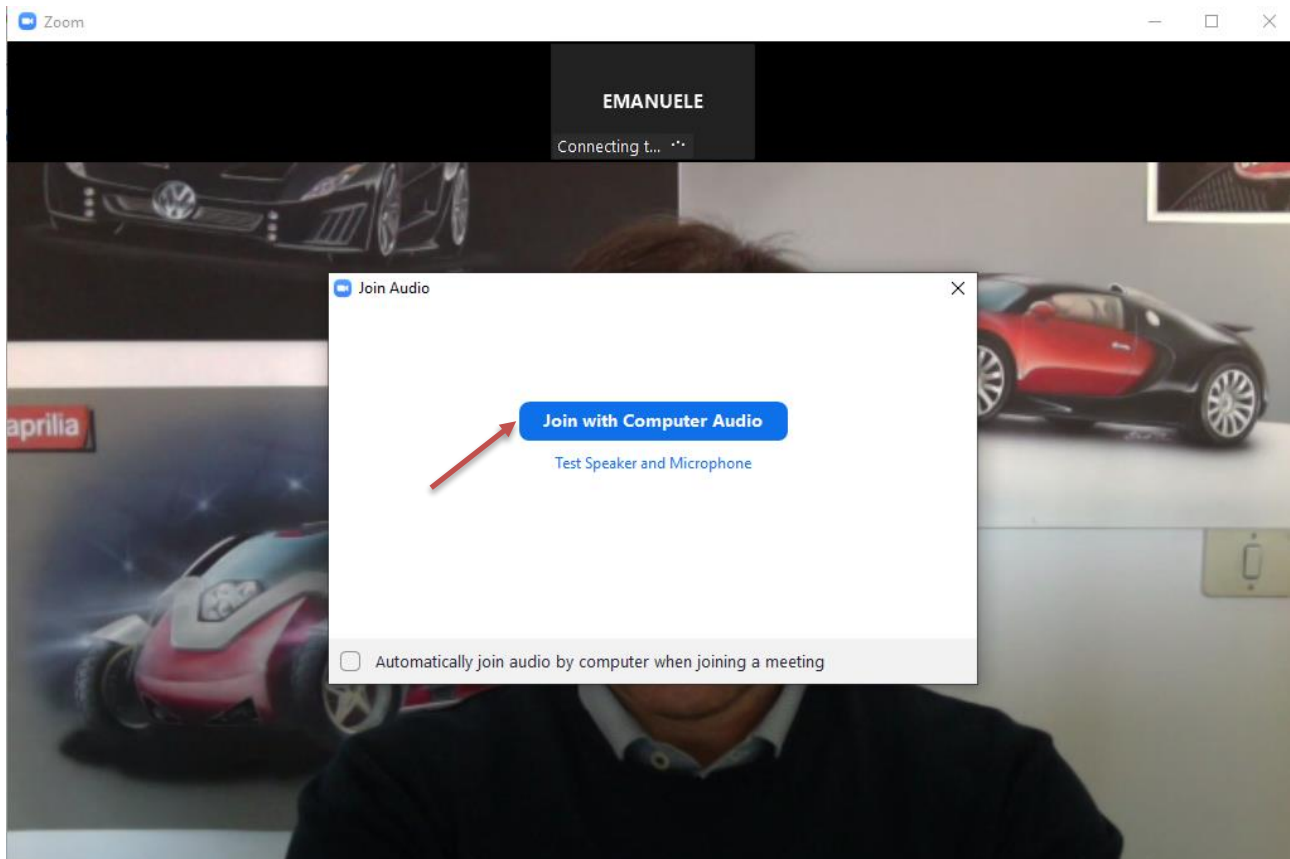 Zoom
EMANUELE
Connecting t...
Join Audio
Join with Computer Audio
aprilia
Test Speaker and Microphone
Automatically join audio by computer when joining a meeting